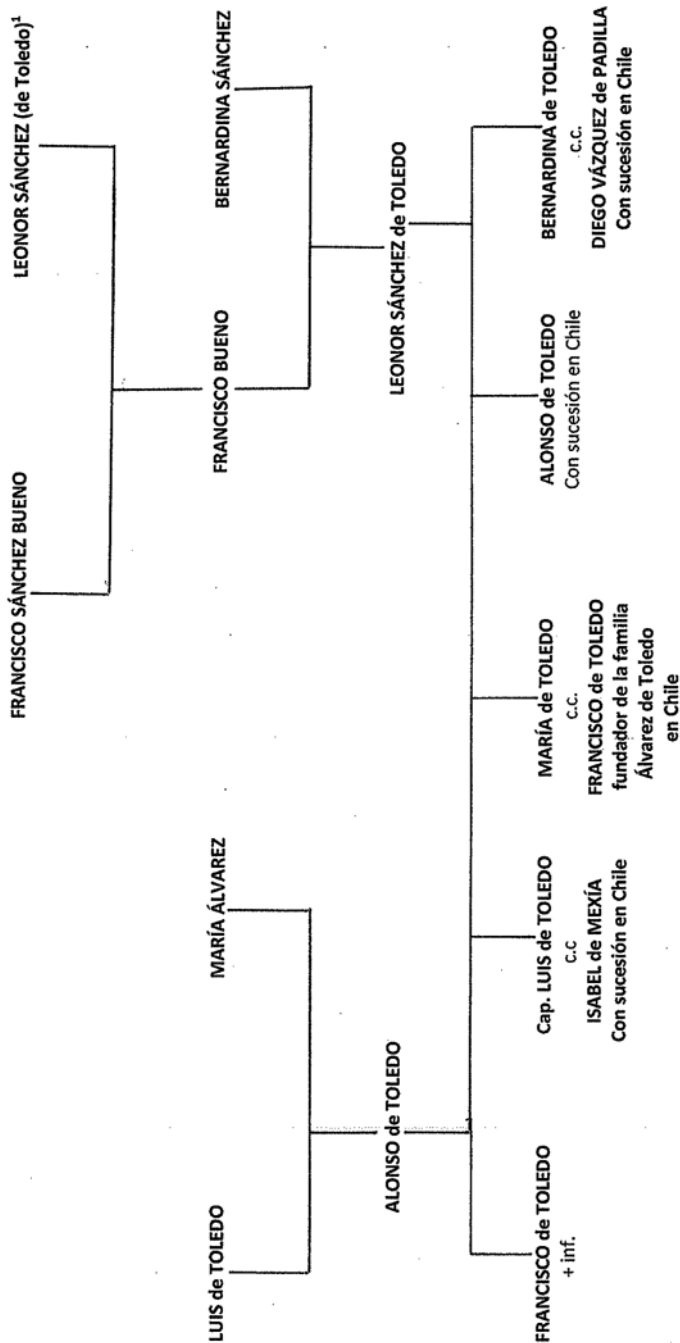 FRANCISCO SÁNCHEZ BUENO
LEONOR SÁNCHEZ (de Toledo)¹
LUIS de TOLEDO
MARÍA ÁLVAREZ
FRANCISCO BUENO
BERNARDINA SÁNCHEZ
ALONSO de TOLEDO
LEONOR SÁNCHEZ de TOLEDO
FRANCISCO de TOLEDO
+ inf.
Cap. LUIS de TOLEDO
c.c
ISABEL de MEXÍA
Con sucesión en Chile
MARÍA de TOLEDO
c.c.
FRANCISCO de TOLEDO
fundador de la familia
Álvarez de Toledo
en Chile
ALONSO de TOLEDO
Con sucesión en Chile
BERNARDINA de TOLEDO
c.c.
DIEGO VÁZQUEZ de PADILLA
Con sucesión en Chile